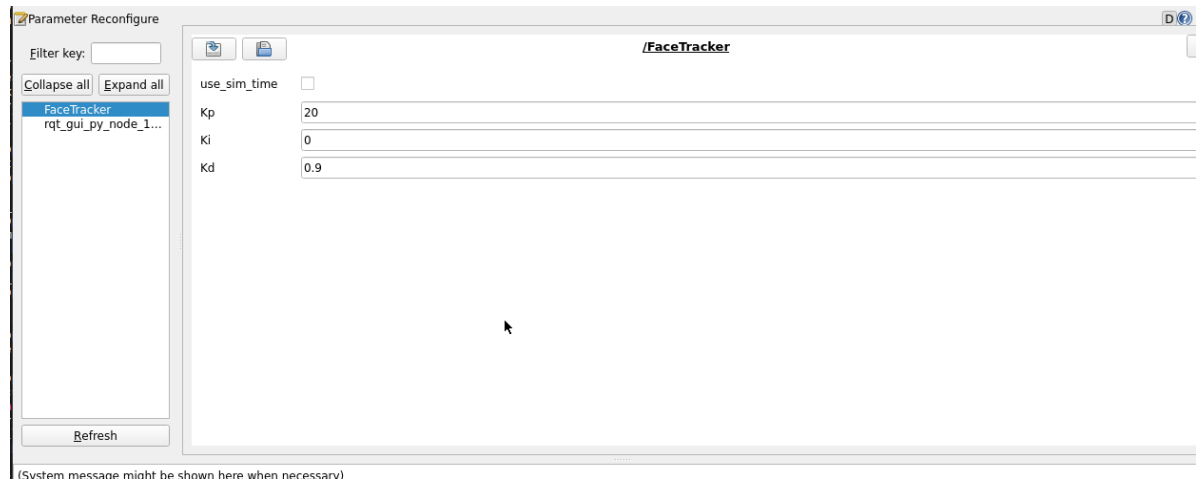 Parameter Reconfigure
D
?
Filter key:
Collapse all Expand all
FaceTracker
rqt_gui_py_node_1...
Refresh
/FaceTracker
use_sim_time
Kp 20
Ki 0
Kd 0.9
(System message might be shown here when necessary)